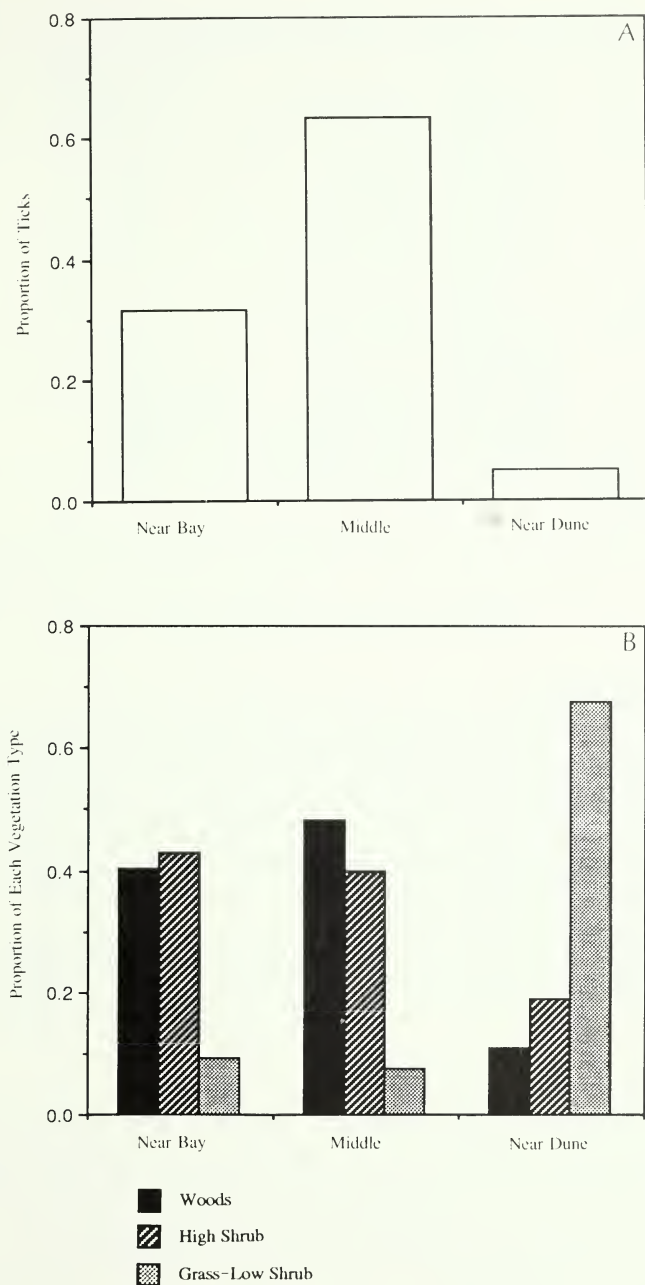 A
Proportion of Ticks
0.8
0.6
0.4
0.2
0.0
Near Bay Middle Near Dune
B
Proportion of Each Vegetation Type
0.8
0.6
0.4
0.2
0.0
Near Bay Middle Near Dune
Woods
High Shrub
Grass-Low Shrub